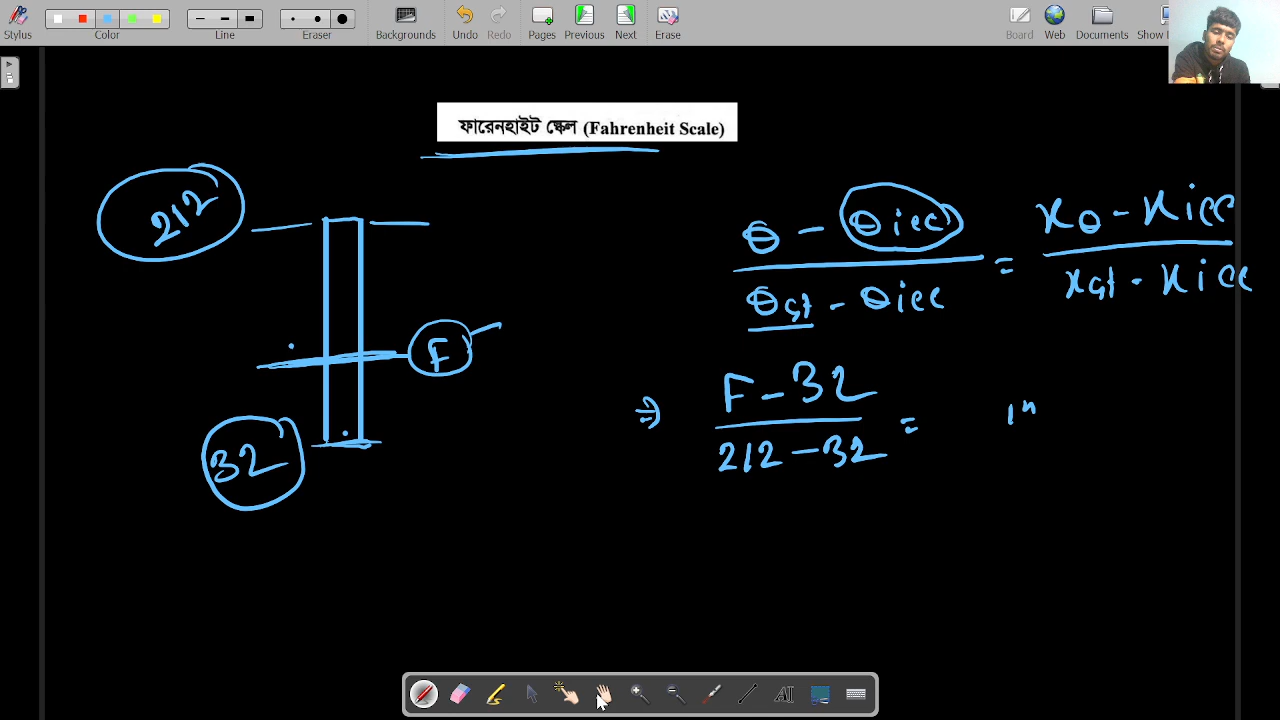 Stylus Color Line Eraser Backgrounds Undo Redo Pages Previous Next Erase Board Web Documents
ফারেনহাইট স্কেল (Fahrenheit Scale)
212
F
32
θ - θice / θst - θice = xθ - xice / xst - xice
⇒ F - 32 / 212 - 32 =